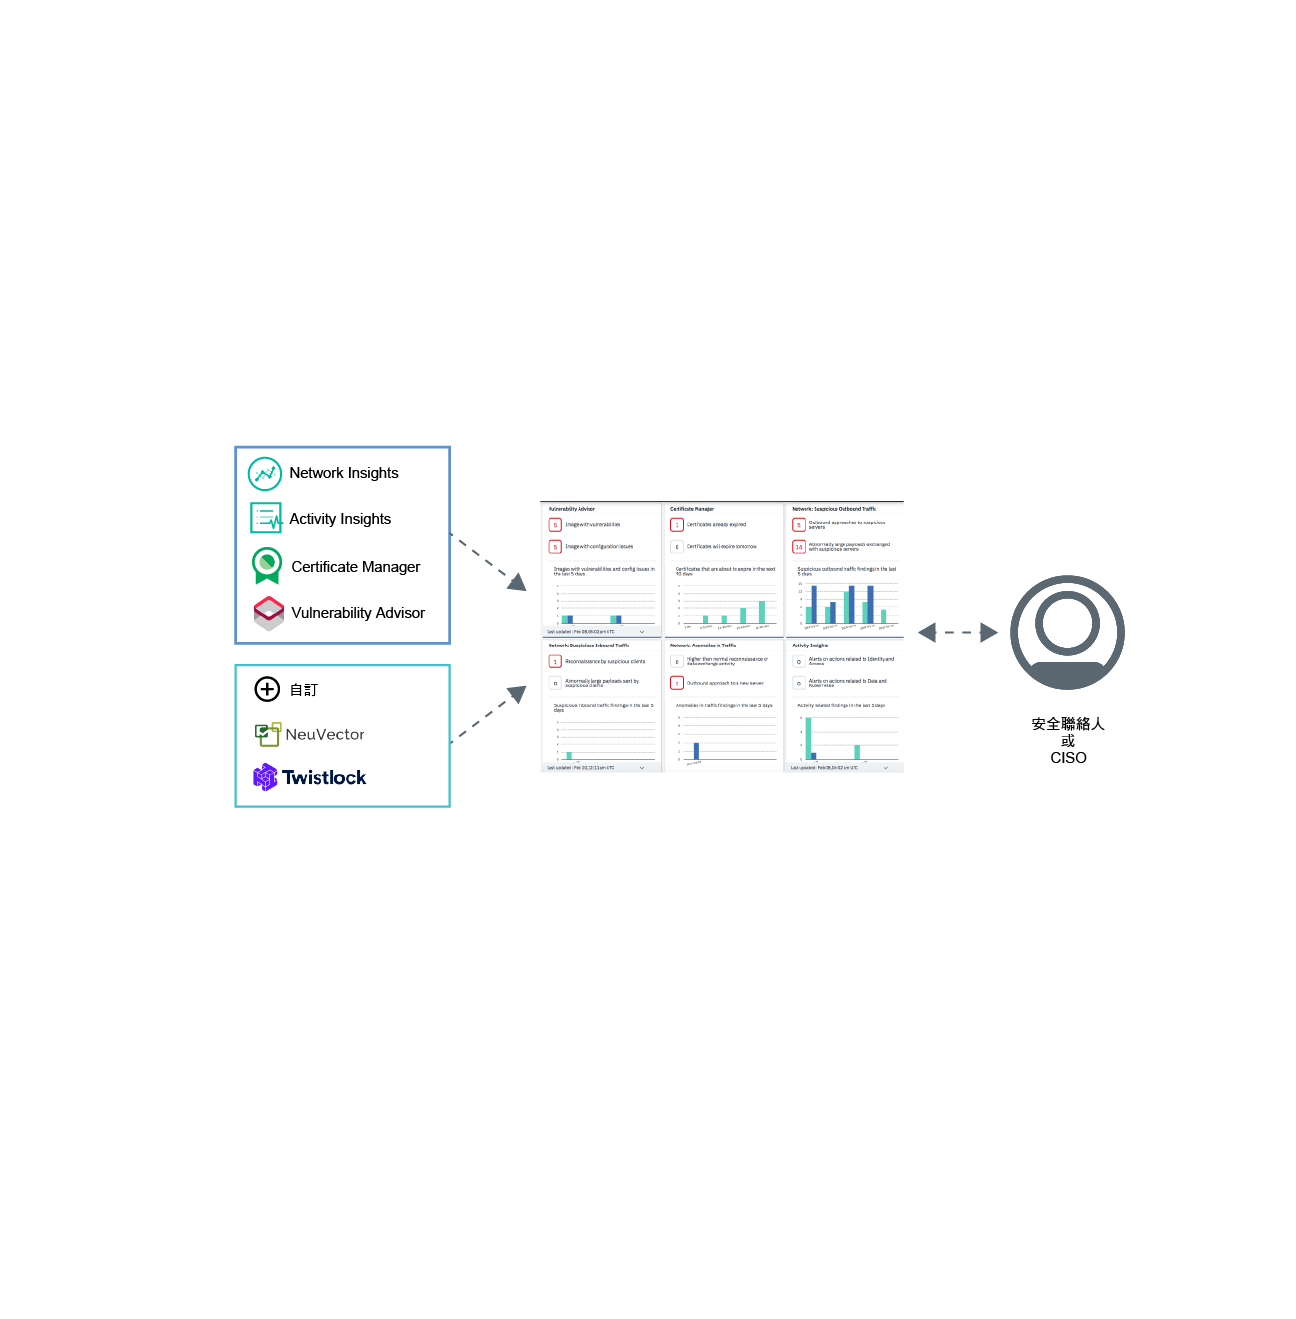 Network Insights
Activity Insights
Certificate Manager
Vulnerability Advisor
自訂
NeuVector
Twistlock
Vulnerability Advisor
5 Image with vulnerabilities
5 Image with configuration issues
Images with vulnerabilities and config issues in
the last 5 days
Last updated : Feb 08, 08:02 pm UTC
Certificate Manager
1 Certificates already expired
0 Certificates will expire tomorrow
Certificates that are about to expire in the next
90 days
Network: Suspicious Outbound Traffic
5 Outbound approaches to suspicious
servers
14 Abnormally large payloads exchanged
with suspicious servers
Suspicious outbound traffic findings in the last
5 days
Network: Suspicious Inbound Traffic
1 Reconnaissance by suspicious clients
0 Abnormally large payloads sent by
suspicious clients
Suspicious inbound traffic findings in the last 5
days
Last updated : Feb 10, 12:11 pm UTC
Network: Anomalies in Traffic
Higher than normal reconnaissance or
data exchange activity
Outbound approach to a new server
Anomalies in traffic findings in the last 5 days
Activity Insights
0 Alerts on actions related to Identity and
Access
0 Alerts on actions related to Data and
Kubernetes
Activity related findings in the last 5 days
Last updated : Feb 08, 06:02 pm UTC
安全聯絡人
或
CISO